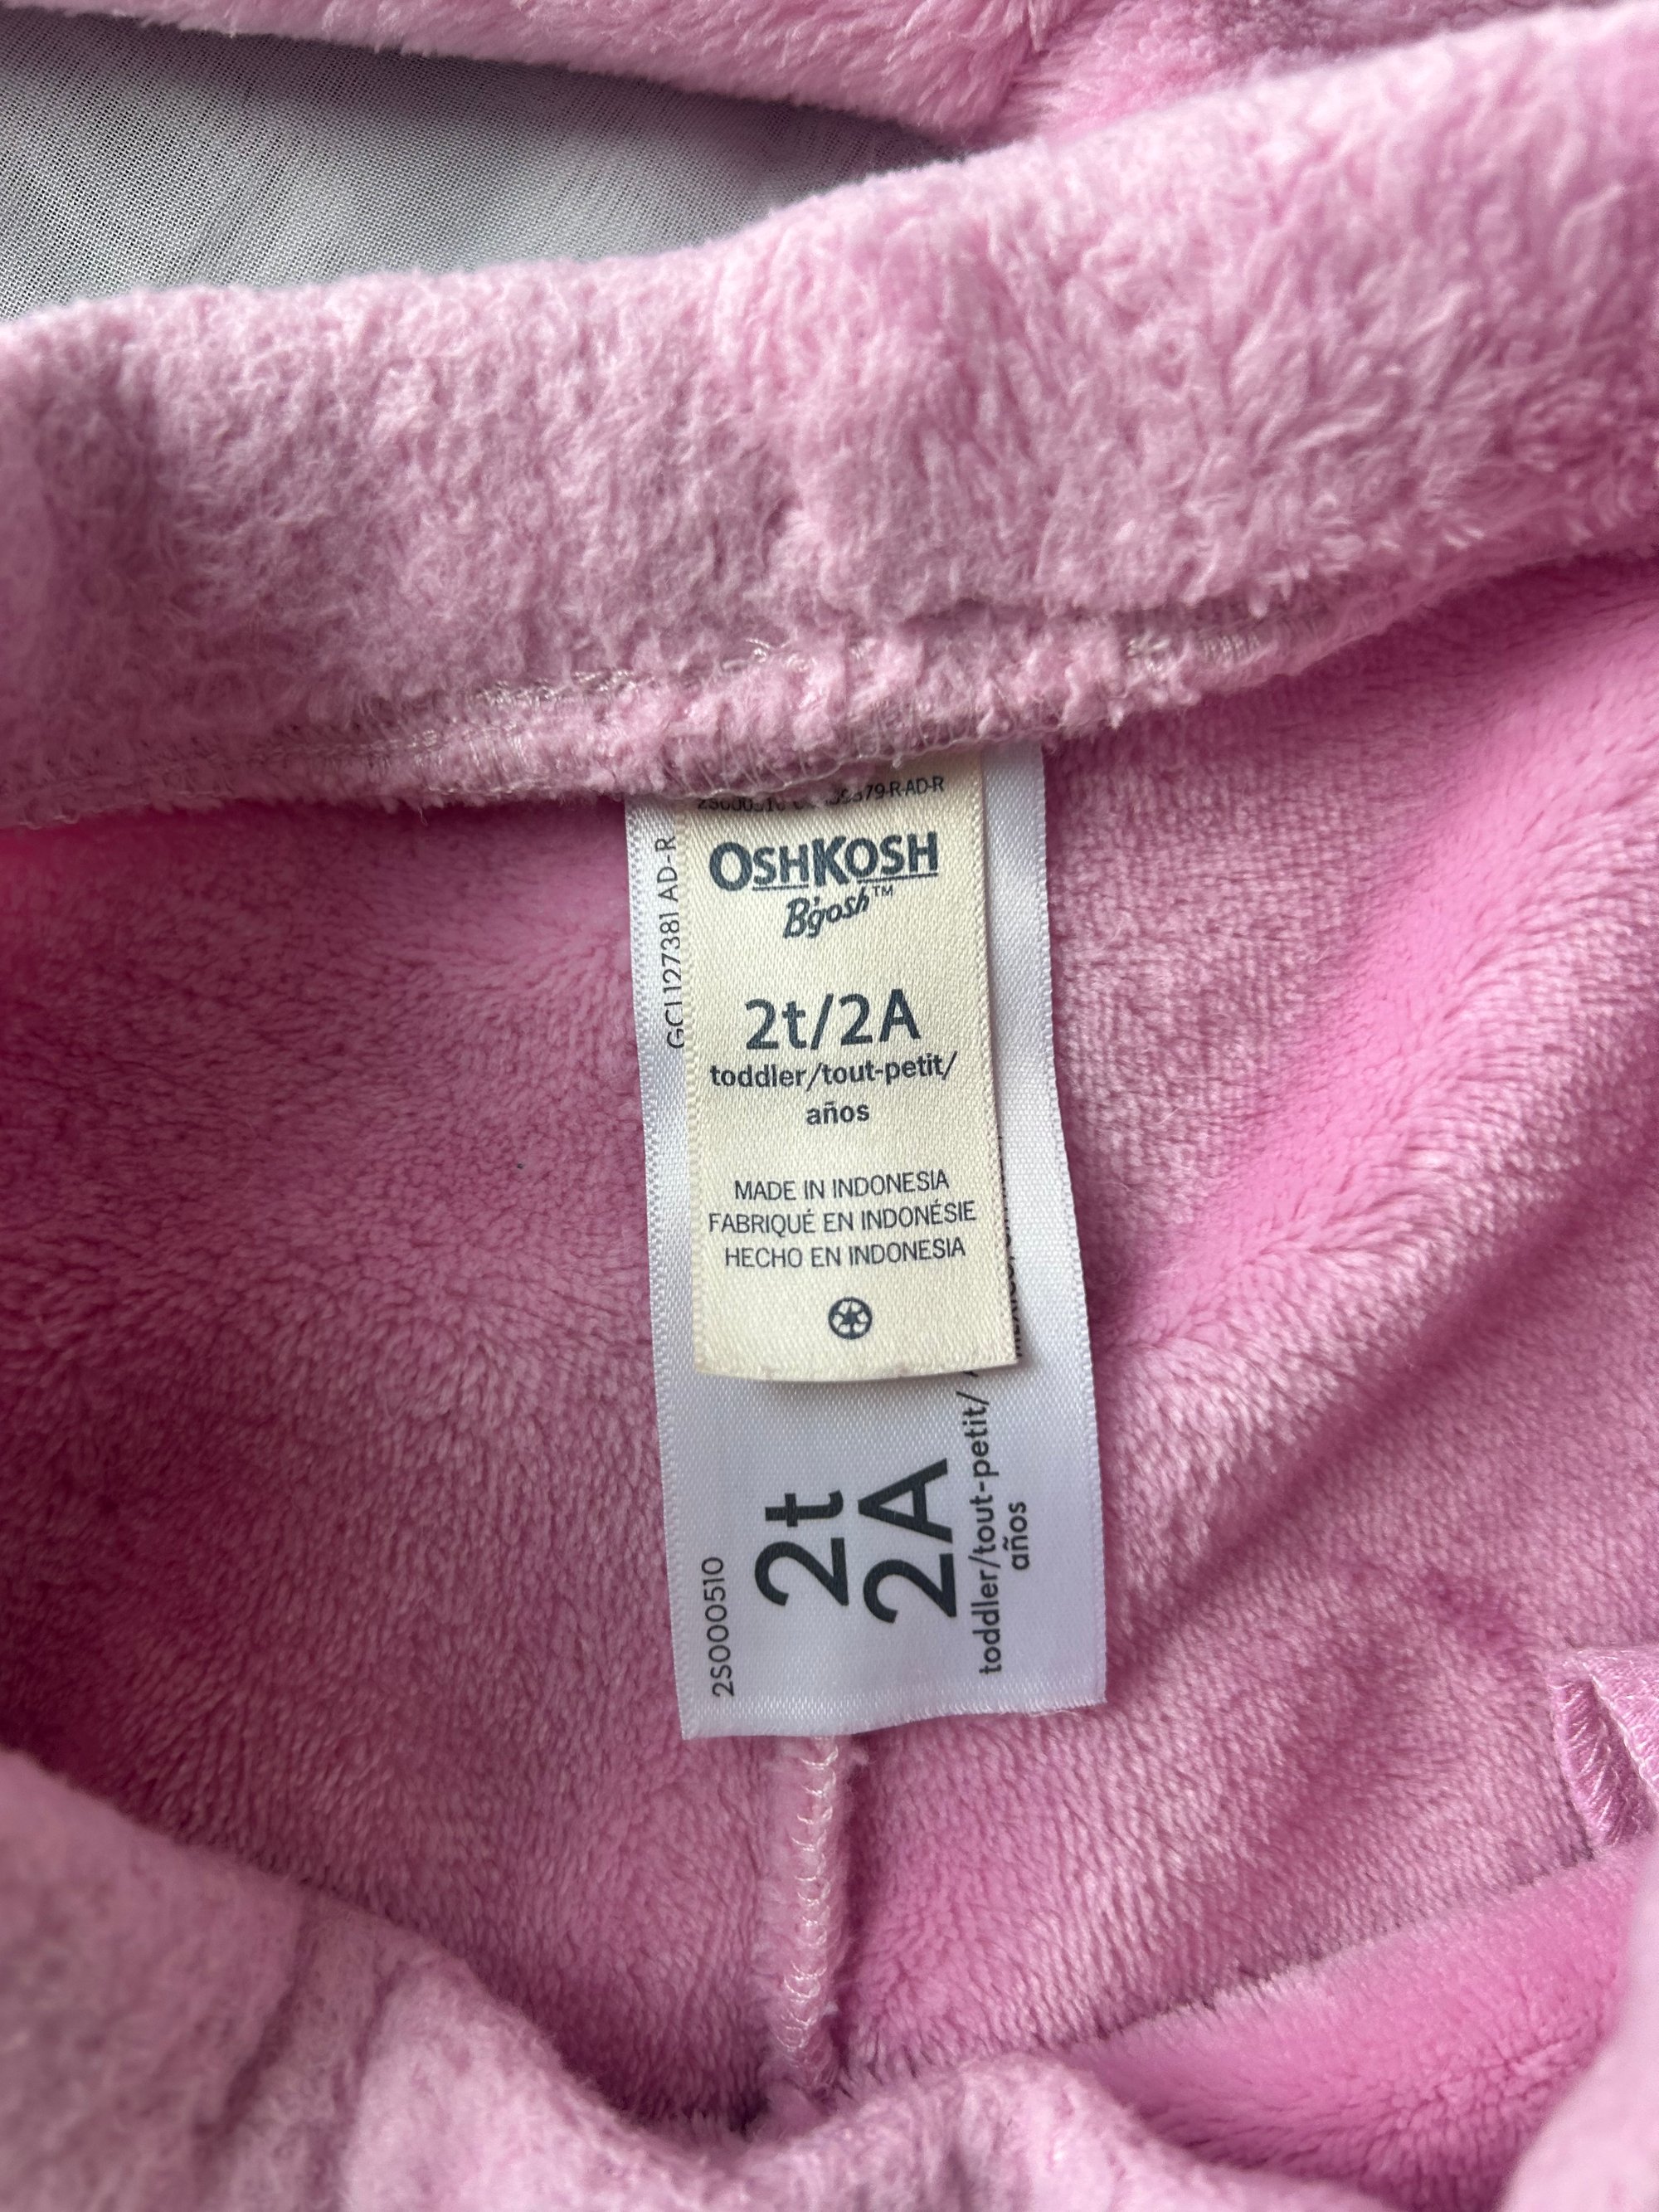 OSHKOSH
B'gosh™
2t/2A
toddler/tout-petit/
años
MADE IN INDONESIA
FABRIQUÉ EN INDONÉSIE
HECHO EN INDONESIA
GC1127381 AD-R
2S000510
2t
2A
toddler/tout-petit/
años